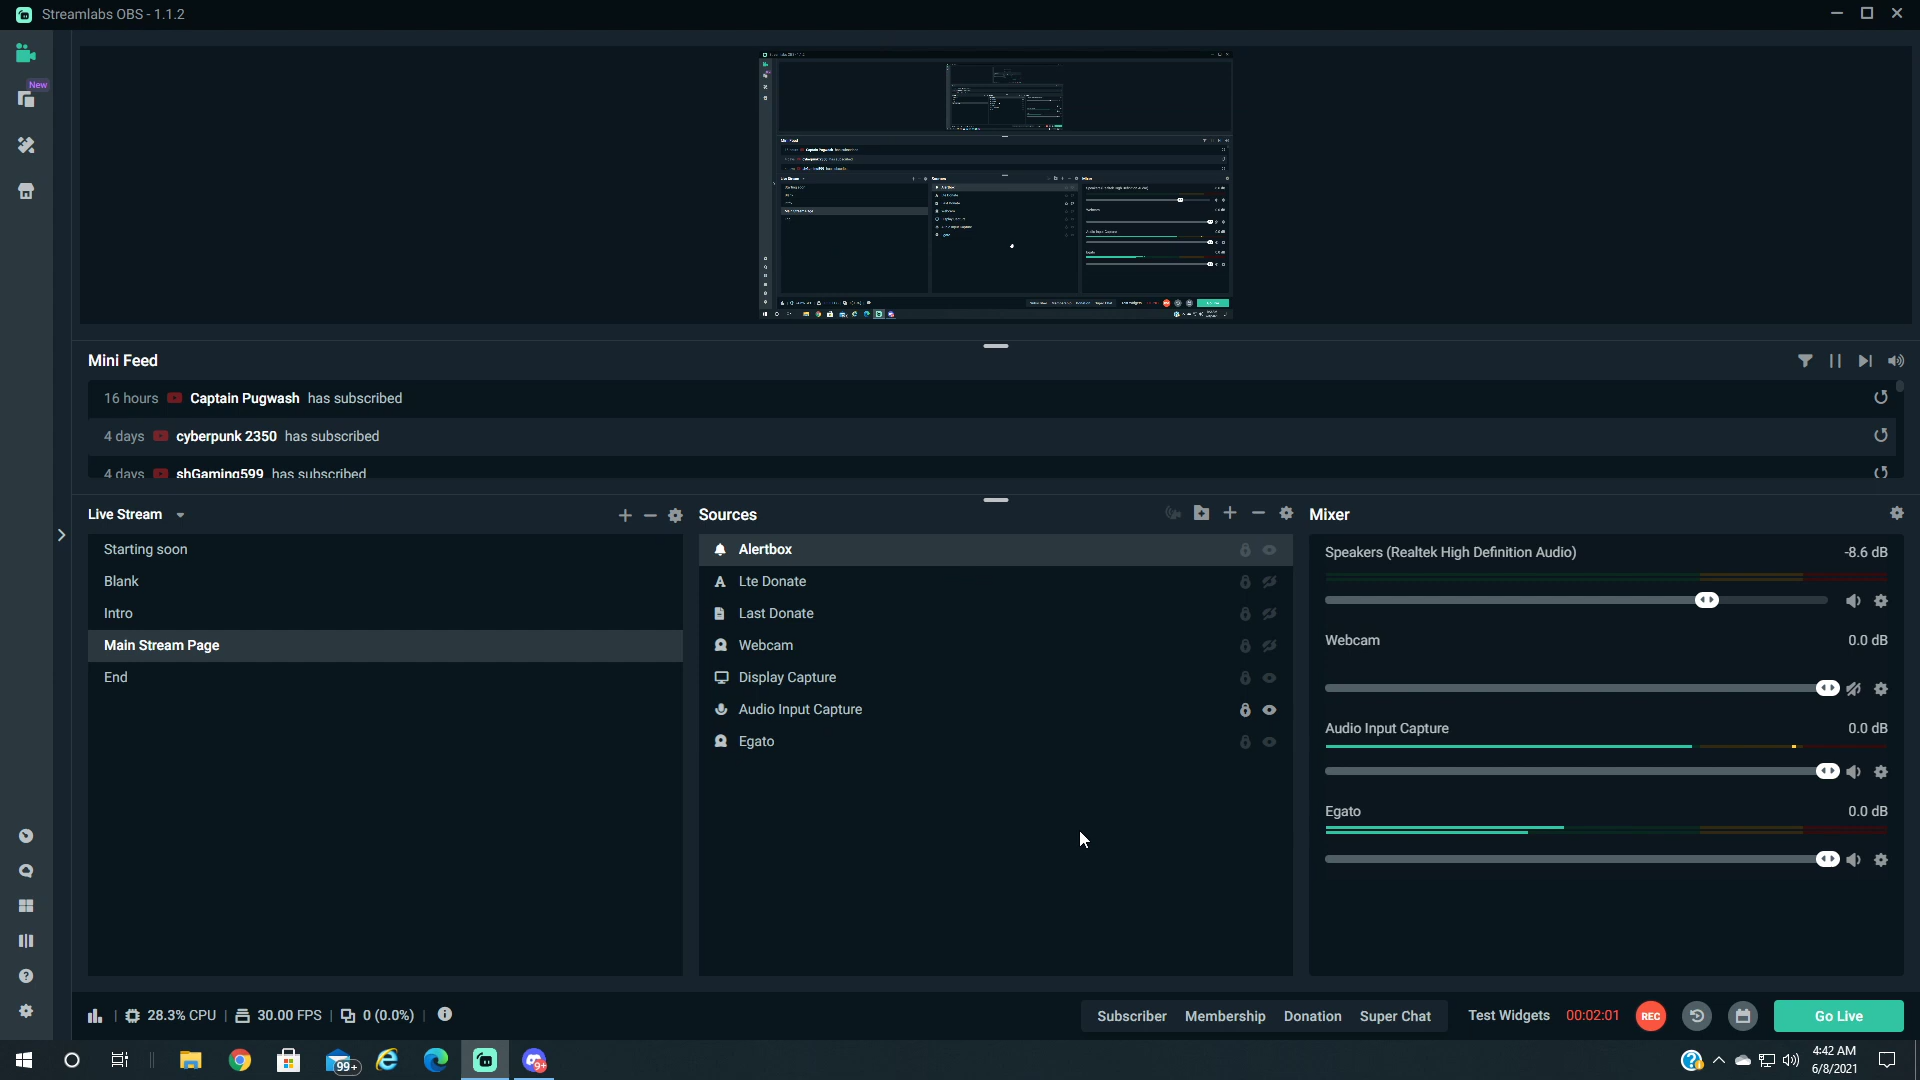 Streamlabs OBS - 1.1.2
New
Mini Feed
16 hours Captain Pugwash has subscribed
4 days cyberpunk 2350 has subscribed
4 days shGaming599 has subscribed
Live Stream
Starting soon
Blank
Intro
Main Stream Page
End
Sources
Alertbox
Lte Donate
Last Donate
Webcam
Display Capture
Audio Input Capture
Egato
Mixer
Speakers (Realtek High Definition Audio) -8.6 dB
Webcam 0.0 dB
Audio Input Capture 0.0 dB
Egato 0.0 dB
28.3% CPU 30.00 FPS 0 (0.0%)
Subscriber Membership Donation Super Chat Test Widgets 00:02:01 REC Go Live
99+
9+
4:42 AM
6/8/2021